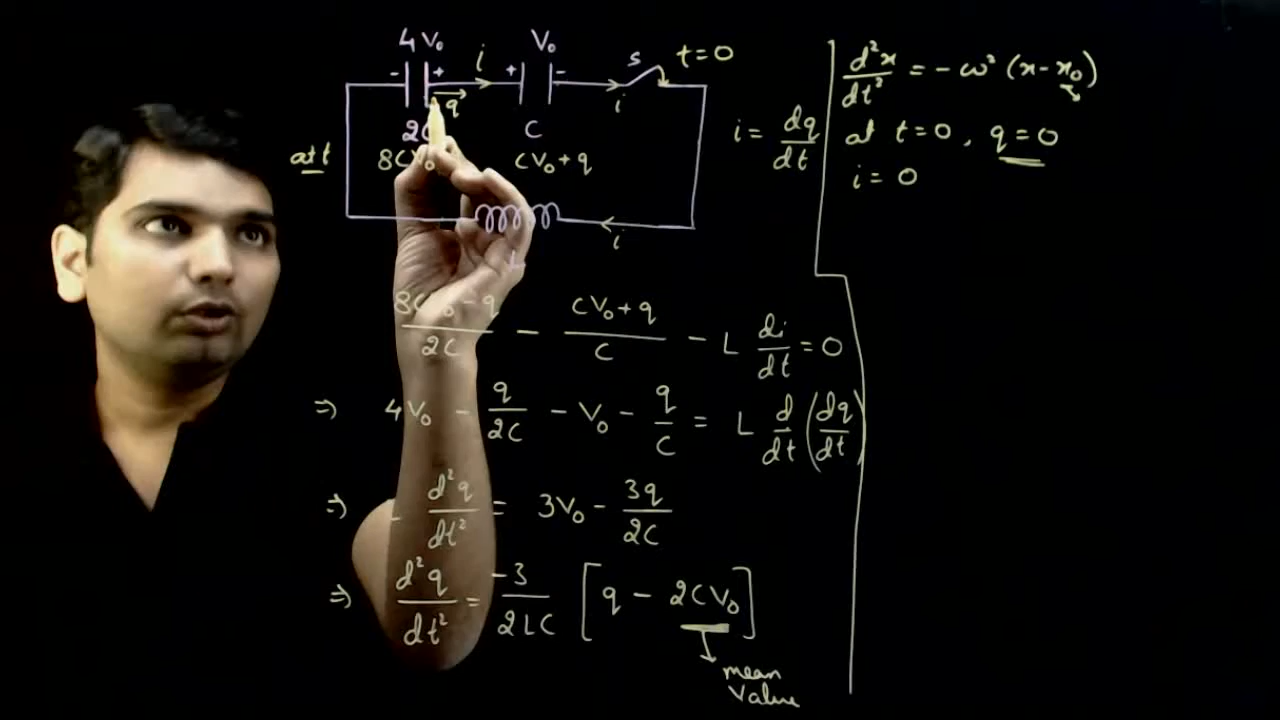 4V₀ V₀ S t=0
- + i + - i
q
2C C
at t 8CV₀ CV₀+q
i
L
i = dq/dt
8CV₀-q/2C - CV₀+q/C - L di/dt = 0
⇒ 4V₀ - q/2C - V₀ - q/C = L d/dt (dq/dt)
⇒ d²q/dt² = 3V₀ - 3q/2C
⇒ d²q/dt² = -3/2LC [q - 2CV₀]
mean
value
d²x/dt² = -ω² (x-x₀)
at t=0, q=0
i = 0